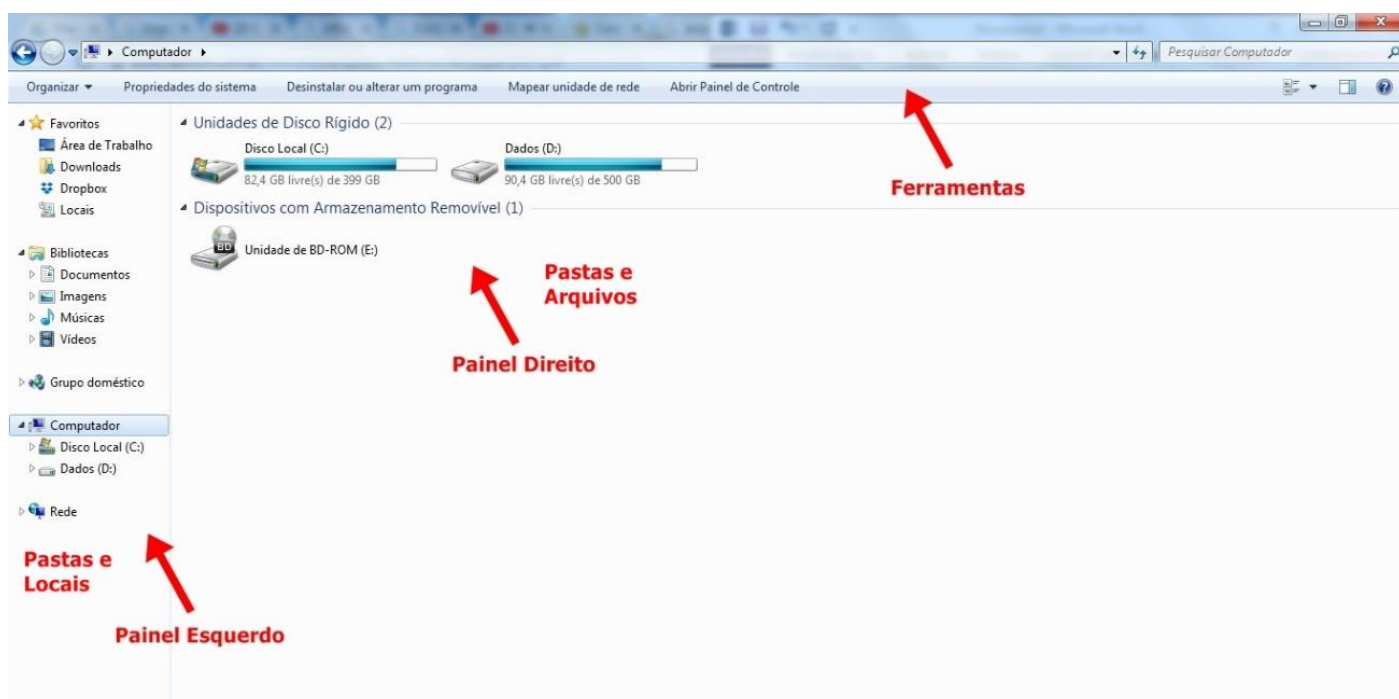 Computador
Pesquisar Computador
Organizar
Propriedades do sistema
Desinstalar ou alterar um programa
Mapear unidade de rede
Abrir Painel de Controle
Favoritos
Área de Trabalho
Downloads
Dropbox
Locais
Bibliotecas
Documentos
Imagens
Músicas
Vídeos
Grupo doméstico
Computador
Disco Local (C:)
Dados (D:)
Rede
Pastas e
Locais
Painel Esquerdo
Unidades de Disco Rígido (2)
Disco Local (C:)
82,4 GB livre(s) de 399 GB
Dados (D:)
90,4 GB livre(s) de 500 GB
Dispositivos com Armazenamento Removível (1)
BD
Unidade de BD-ROM (E:)
Ferramentas
Pastas e
Arquivos
Painel Direito